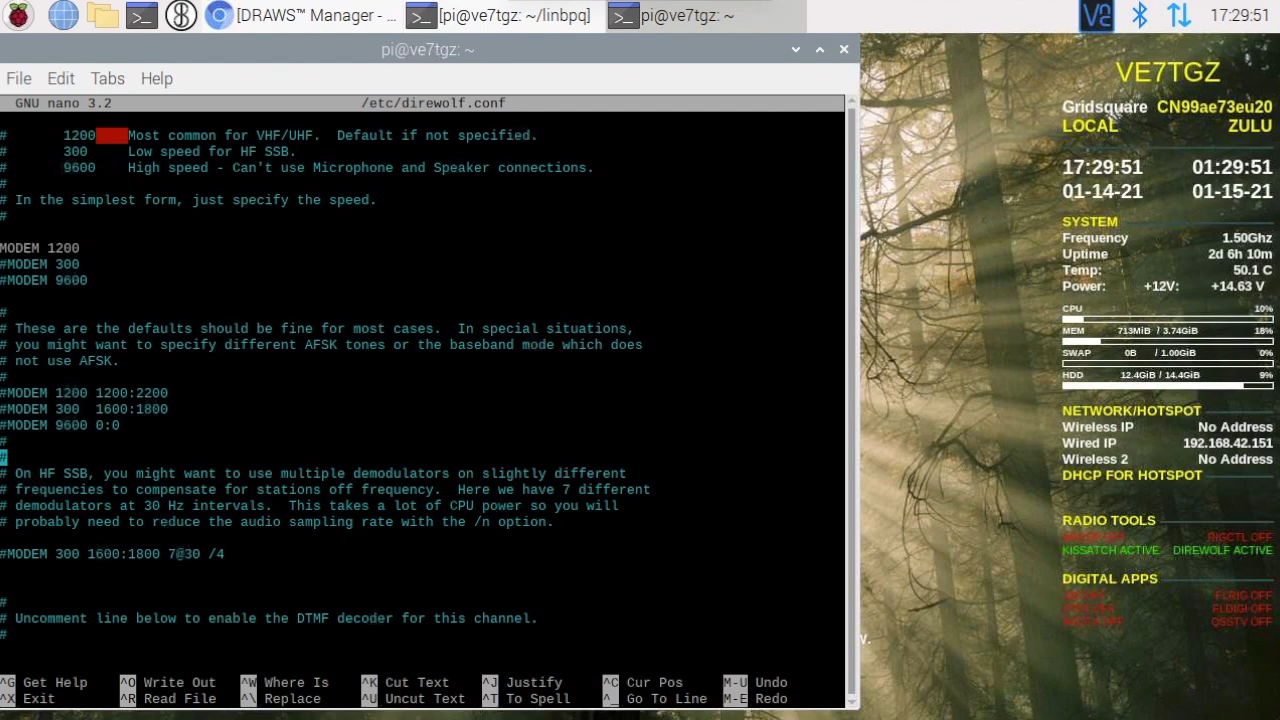 [DRAWS™ Manager - ...
[pi@ve7tgz: ~/linbpq]
pi@ve7tgz: ~
17:29:51
pi@ve7tgz: ~
File Edit Tabs Help
GNU nano 3.2 /etc/direwolf.conf
# 1200 Most common for VHF/UHF. Default if not specified.
# 300 Low speed for HF SSB.
# 9600 High speed - Can't use Microphone and Speaker connections.
#
# In the simplest form, just specify the speed.
#
MODEM 1200
#MODEM 300
#MODEM 9600
#
# These are the defaults should be fine for most cases. In special situations,
# you might want to specify different AFSK tones or the baseband mode which does
# not use AFSK.
#
#MODEM 1200 1200:2200
#MODEM 300 1600:1800
#MODEM 9600 0:0
#
#
# On HF SSB, you might want to use multiple demodulators on slightly different
# frequencies to compensate for stations off frequency. Here we have 7 different
# demodulators at 30 Hz intervals. This takes a lot of CPU power so you will
# probably need to reduce the audio sampling rate with the /n option.
#MODEM 300 1600:1800 7@30 /4
#
# Uncomment line below to enable the DTMF decoder for this channel.
#
^G Get Help ^O Write Out ^W Where Is ^K Cut Text ^J Justify ^C Cur Pos M-U Undo
^X Exit ^R Read File ^\ Replace ^U Uncut Text ^T To Spell ^_ Go To Line M-E Redo
VE7TGZ
Gridsquare CN99ae73eu20
LOCAL ZULU
17:29:51 01:29:51
01-14-21 01-15-21
SYSTEM
Frequency 1.50Ghz
Uptime 2d 6h 10m
Temp: 50.1 C
Power: +12V: +14.63 V
CPU 10%
MEM 713MiB / 3.74GiB 18%
SWAP 0B / 1.00GiB 0%
HDD 12.4GiB / 14.4GiB 9%
NETWORK/HOTSPOT
Wireless IP No Address
Wired IP 192.168.42.151
Wireless 2 No Address
DHCP FOR HOTSPOT
RADIO TOOLS
RIGCTL OFF
KISSATCH ACTIVE DIREWOLF ACTIVE
DIGITAL APPS
FLRIG OFF
FLDIGI OFF
QSSTV OFF